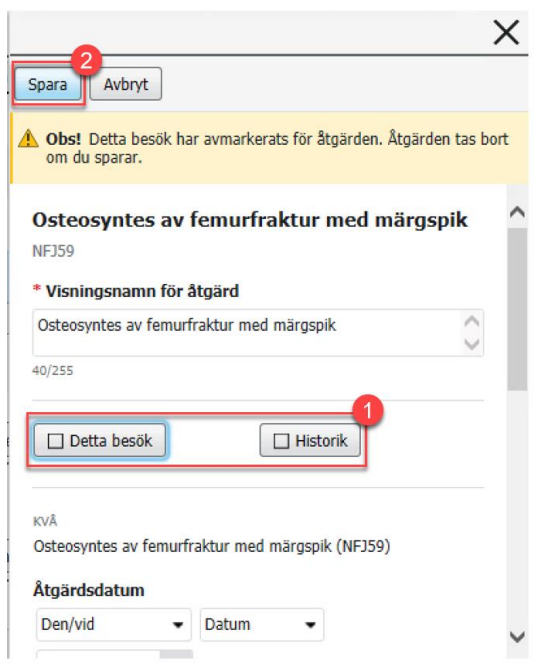 2
Spara Avbryt
Obs! Detta besök har avmarkerats för åtgärden. Åtgärden tas bort
om du sparar.
Osteosyntes av femurfraktur med märgspik
NFJ59
* Visningsnamn för åtgärd
Osteosyntes av femurfraktur med märgspik
40/255
1
Detta besök Historik
KVÅ
Osteosyntes av femurfraktur med märgspik (NFJ59)
Åtgärdsdatum
Den/vid Datum